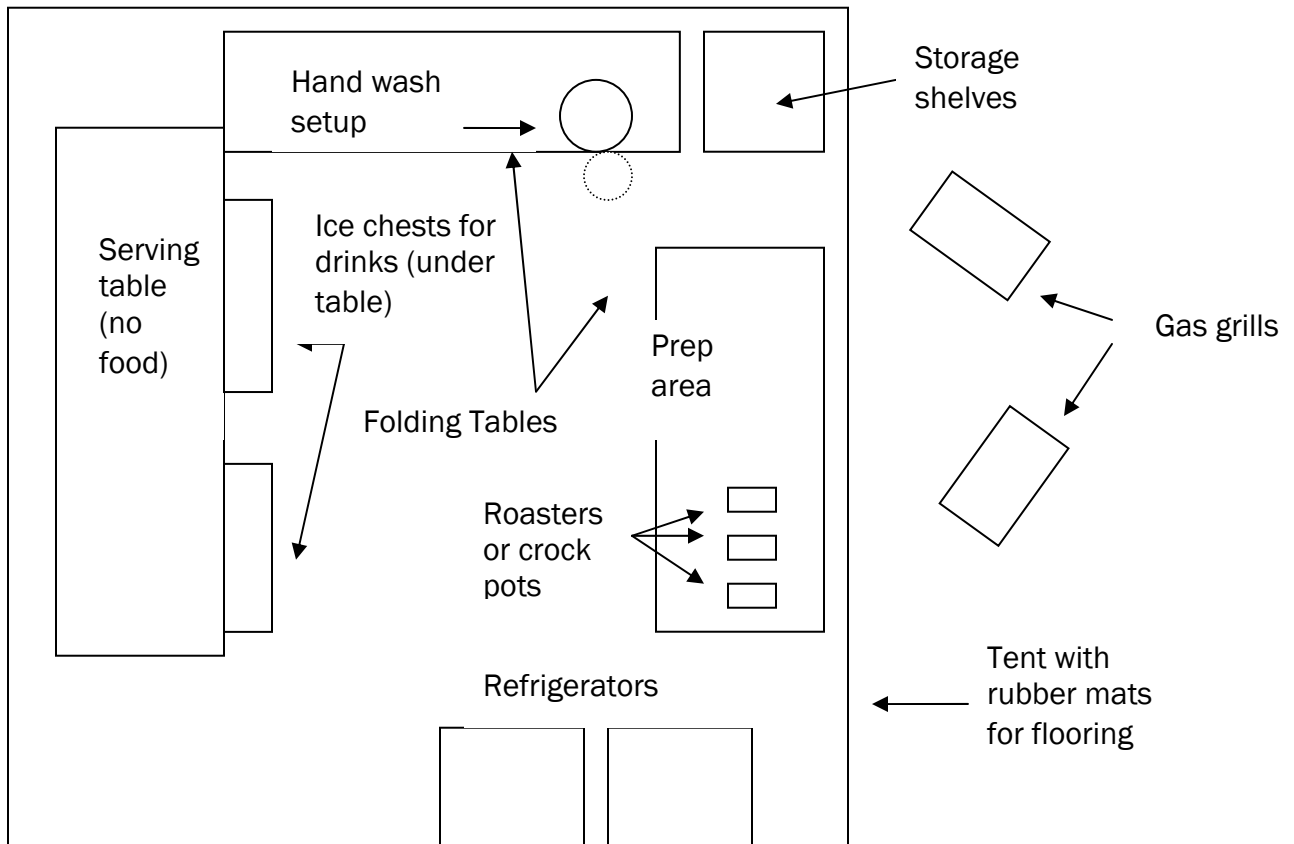 Hand wash
setup
Storage
shelves
Serving
table
(no
food)
Ice chests for
drinks (under
table)
Gas grills
Prep
area
Folding Tables
Roasters
or crock
pots
Refrigerators
Tent with
rubber mats
for flooring